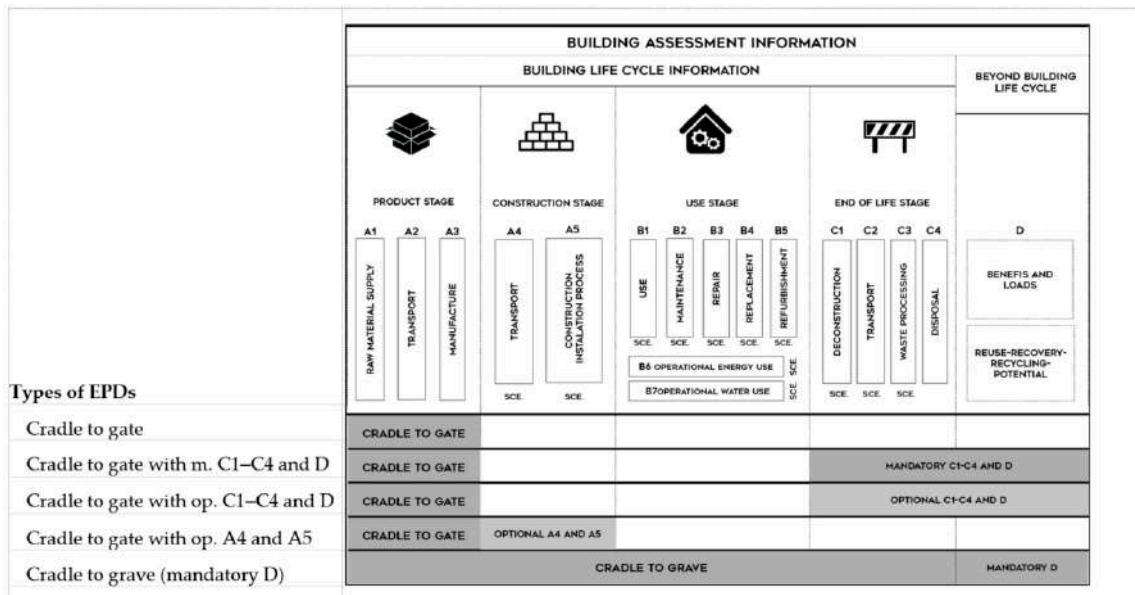 BUILDING ASSESSMENT INFORMATION
BUILDING LIFE CYCLE INFORMATION
BEYOND BUILDING
LIFE CYCLE
PRODUCT STAGE
CONSTRUCTION STAGE
USE STAGE
END OF LIFE STAGE
A1
A2
A3
A4
A5
B1
B2
B3
B4
B5
C1
C2
C3
C4
D
RAW MATERIAL SUPPLY
TRANSPORT
MANUFACTURE
TRANSPORT
CONSTRUCTION
INSTALATION PROCESS
USE
MAINTENANCE
REPAIR
REPLACEMENT
REFURBISHMENT
DECONSTRUCTION
TRANSPORT
WASTE PROCESSING
DISPOSAL
BENEFIS AND
LOADS
REUSE-RECOVERY-
RECYCLING-
POTENTIAL
SCE.
SCE.
SCE.
SCE.
SCE.
SCE.
SCE.
B6 OPERATIONAL ENERGY USE
SCE.
B7OPERATIONAL WATER USE
SCE.
SCE.
SCE.
SCE.
SCE.
Types of EPDs
Cradle to gate
CRADLE TO GATE
Cradle to gate with m. C1–C4 and D
CRADLE TO GATE
MANDATORY C1-C4 AND D
Cradle to gate with op. C1–C4 and D
CRADLE TO GATE
OPTIONAL C1-C4 AND D
Cradle to gate with op. A4 and A5
CRADLE TO GATE
OPTIONAL A4 AND A5
Cradle to grave (mandatory D)
CRADLE TO GRAVE
MANDATORY D